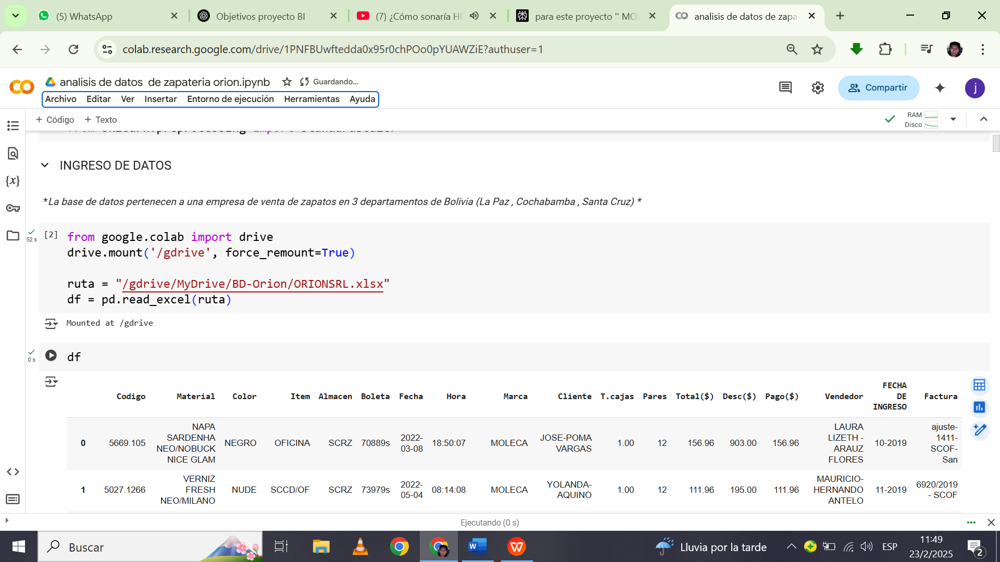 (5) WhatsApp
Objetivos proyecto BI
(7) ¿Cómo sonaría HO
para este proyecto " MO
analisis de datos de zapa
colab.research.google.com/drive/1PNFBUwftedda0x95r0chPOo0pYUAWZiE?authuser=1
analisis de datos de zapateria orion.ipynb
Guardando...
Archivo Editar Ver Insertar Entorno de ejecución Herramientas Ayuda
Compartir
j
+ Código + Texto
RAM
Disco
INGRESO DE DATOS
*La base de datos pertenecen a una empresa de venta de zapatos en 3 departamentos de Bolivia (La Paz , Cochabamba , Santa Cruz) *
52 s
[2]
from google.colab import drive
drive.mount('/gdrive', force_remount=True)
ruta = "/gdrive/MyDrive/BD-Orion/ORIONSRL.xlsx"
df = pd.read_excel(ruta)
Mounted at /gdrive
0 s
df
Codigo Material Color Item Almacen Boleta Fecha Hora Marca Cliente T.cajas Pares Total($) Desc($) Pago($) Vendedor FECHA DE INGRESO Factura
0 5669.105 NAPA SARDENHA NEO/NOBUCK NICE GLAM NEGRO OFICINA SCRZ 70889s 2022-03-08 18:50:07 MOLECA JOSE-POMA VARGAS 1.00 12 156.96 903.00 156.96 LAURA LIZETH - ARAUZ FLORES 10-2019 ajuste-1411-SCOF-San
1 5027.1266 VERNIZ FRESH NEO/MILANO NUDE SCCD/OF SCRZ 73979s 2022-05-04 08:14:08 MOLECA YOLANDA-AQUINO 1.00 12 111.96 195.00 111.96 MAURICIO-HERNANDO ANTELO 11-2019 6920/2019 - SCOF
Ejecutando (0 s)
Buscar
Lluvia por la tarde
ESP
11:49
23/2/2025
2